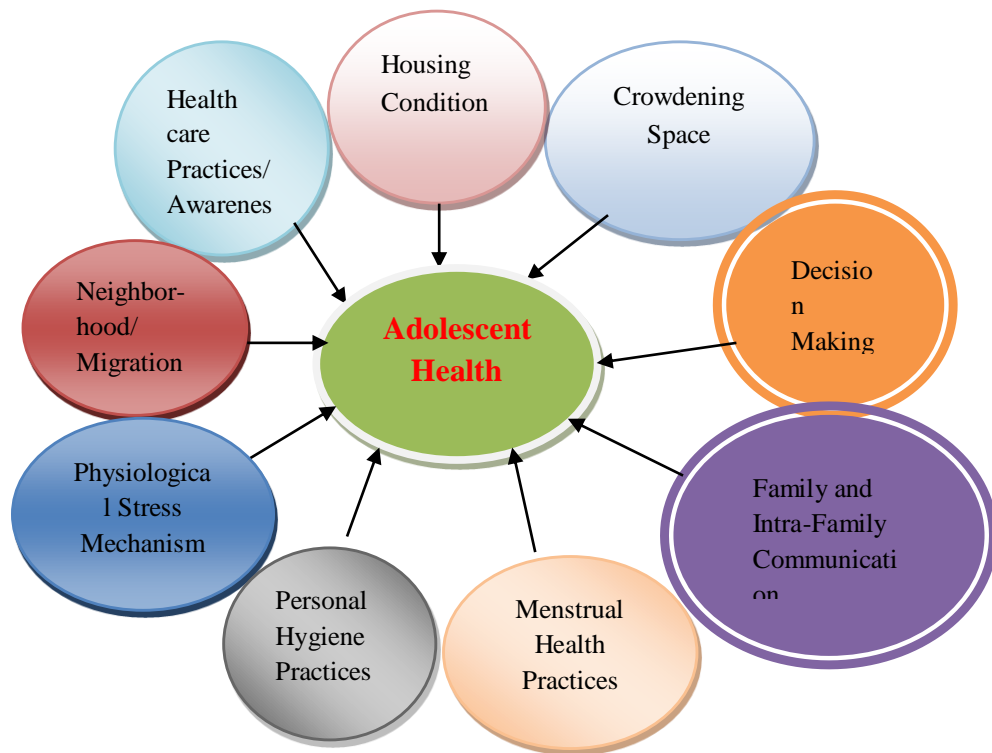 Housing
Condition
Crowdening
Space
Health
care
Practices/
Awarenes
Decisio
n
Making
Neighbor-
hood/
Migration
Adolescent
Health
Physiologica
l Stress
Mechanism
Family and
Intra-Family
Communicati
on
Personal
Hygiene
Practices
Menstrual
Health
Practices